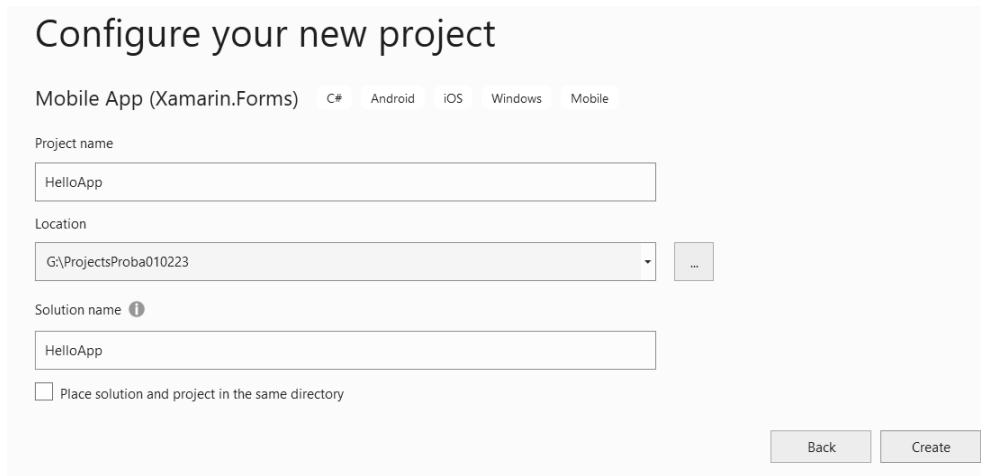 Configure your new project
Mobile App (Xamarin.Forms) C# Android iOS Windows Mobile
Project name
HelloApp
Location
G:\ProjectsProba010223
...
Solution name
HelloApp
Place solution and project in the same directory
Back Create